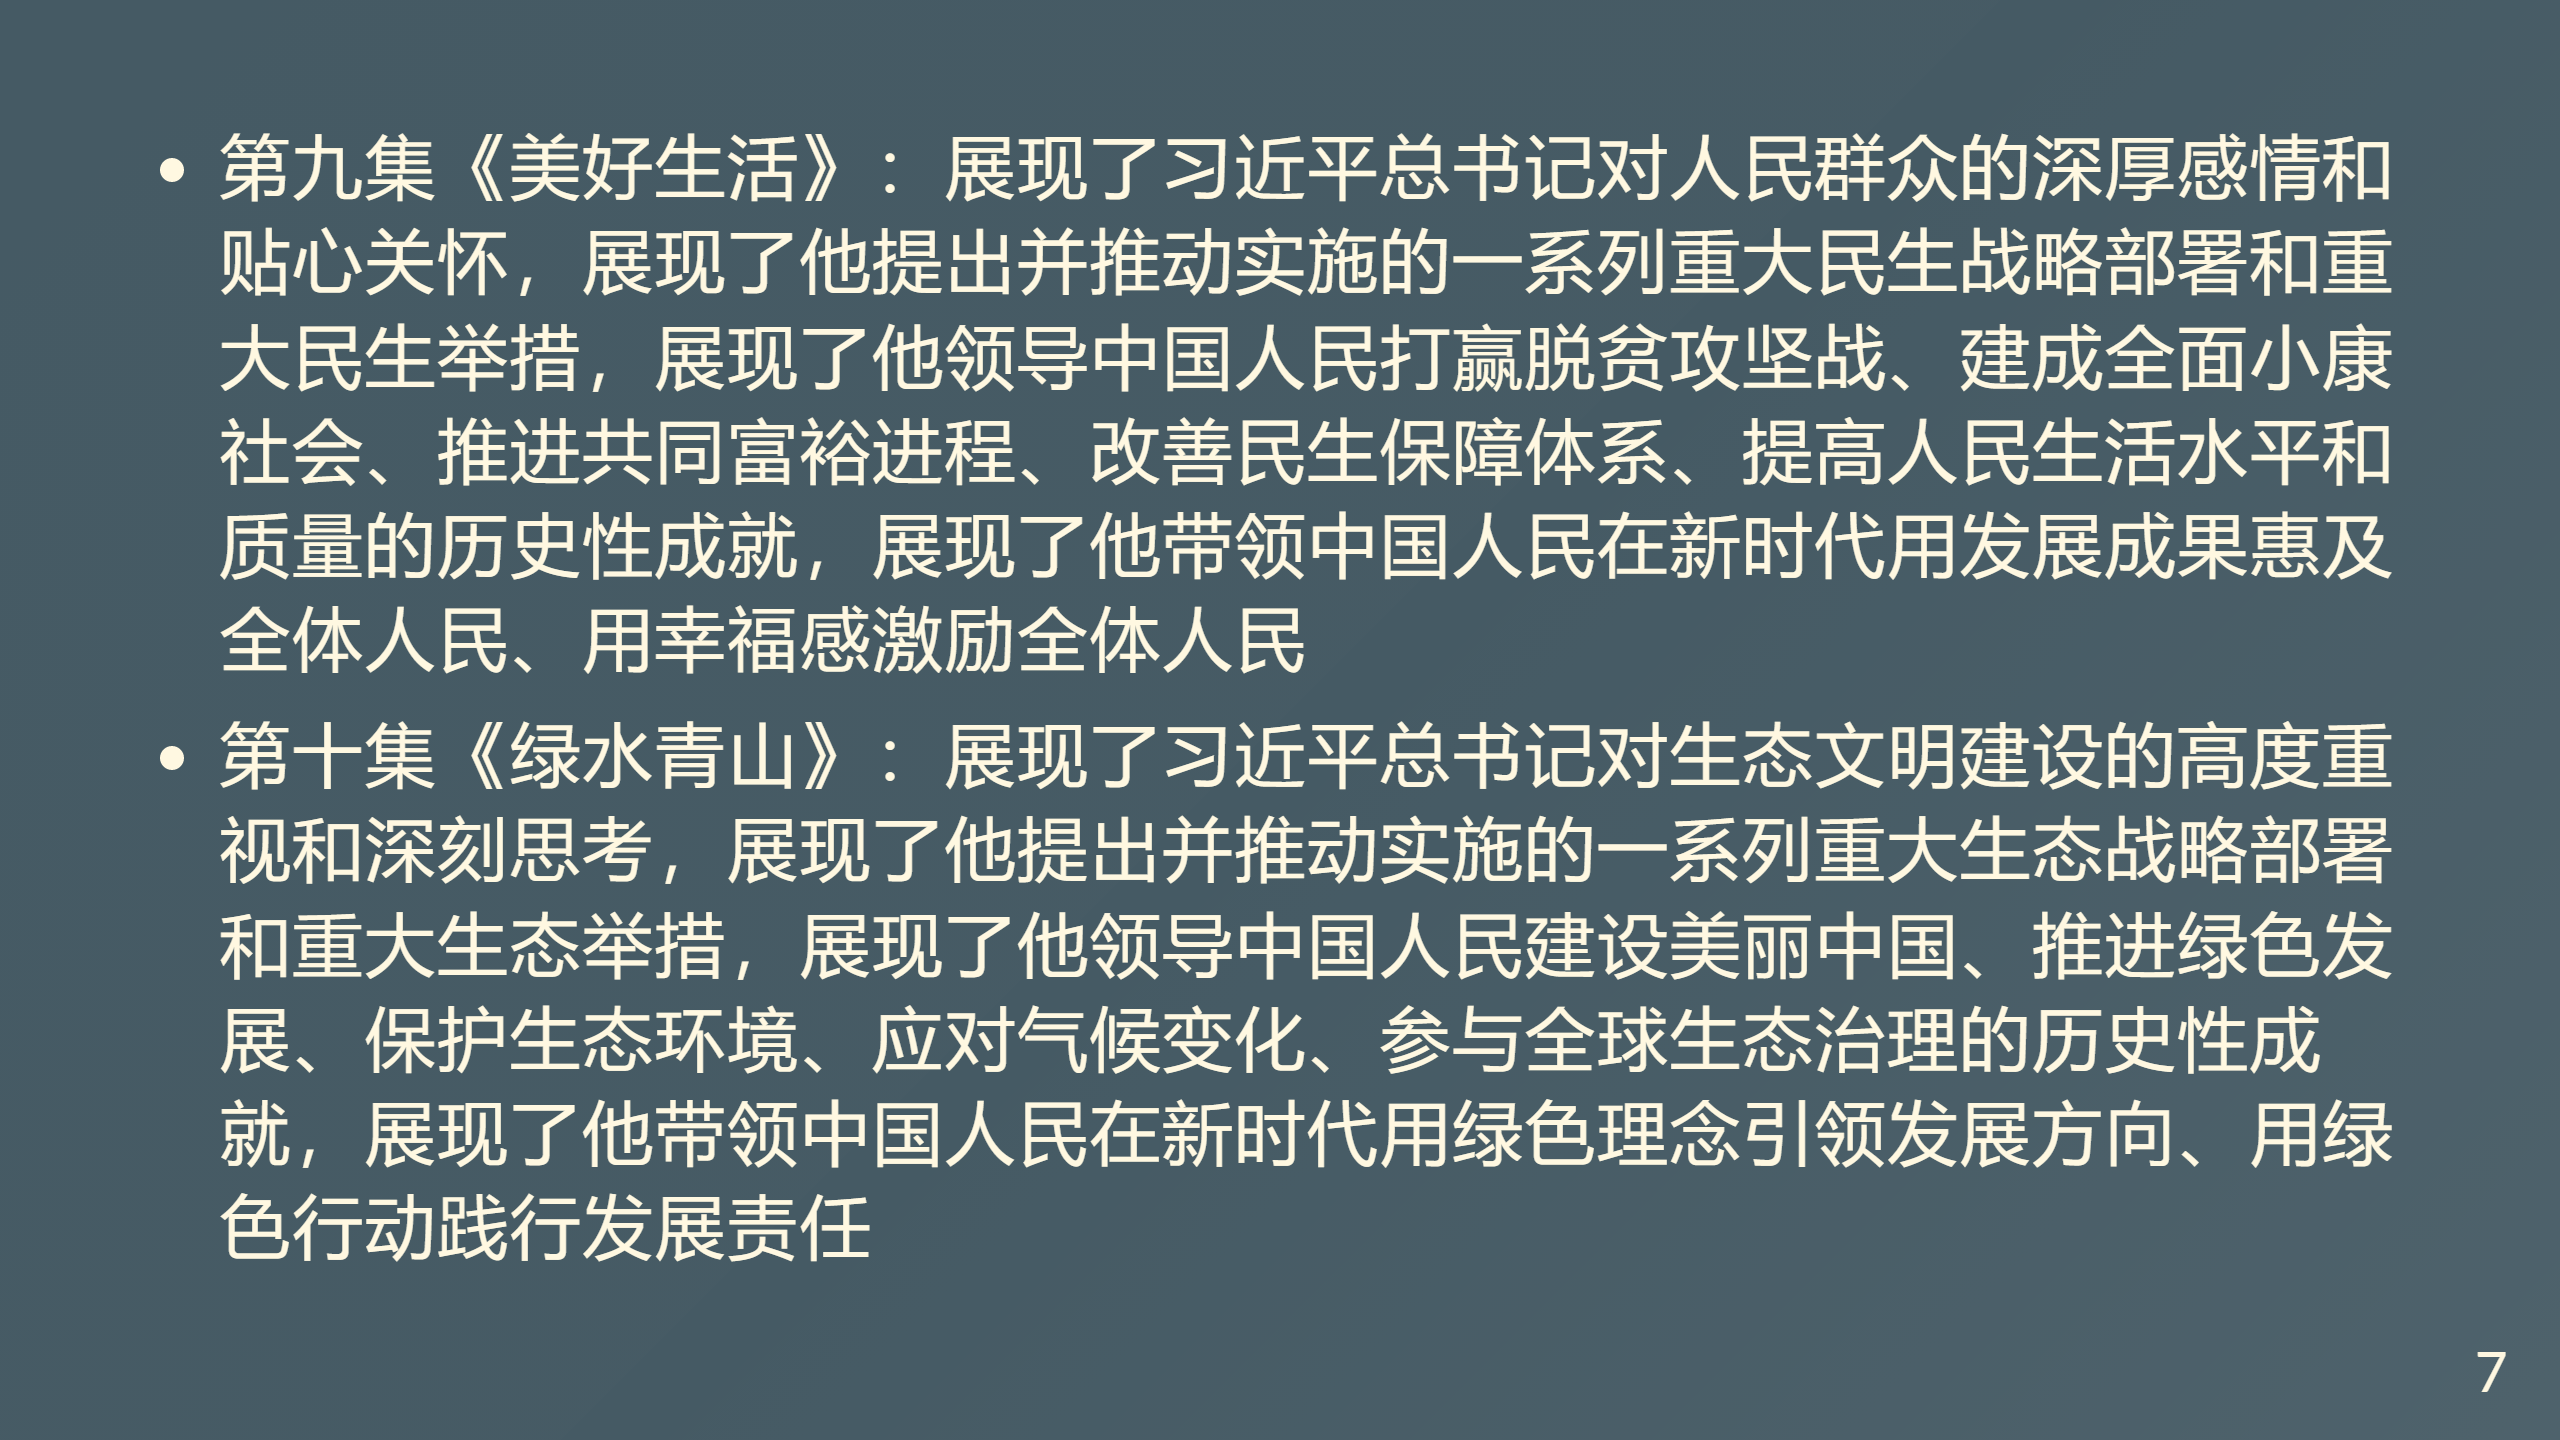 • 第九集《美好生活》：展现了习近平总书记对人民群众的深厚感情和
贴心关怀，展现了他提出并推动实施的一系列重大民生战略部署和重
大民生举措，展现了他领导中国人民打赢脱贫攻坚战、建成全面小康
社会、推进共同富裕进程、改善民生保障体系、提高人民生活水平和
质量的历史性成就，展现了他带领中国人民在新时代用发展成果惠及
全体人民、用幸福感激励全体人民
• 第十集《绿水青山》：展现了习近平总书记对生态文明建设的高度重
视和深刻思考，展现了他提出并推动实施的一系列重大生态战略部署
和重大生态举措，展现了他领导中国人民建设美丽中国、推进绿色发
展、保护生态环境、应对气候变化、参与全球生态治理的历史性成
就，展现了他带领中国人民在新时代用绿色理念引领发展方向、用绿
色行动践行发展责任
7